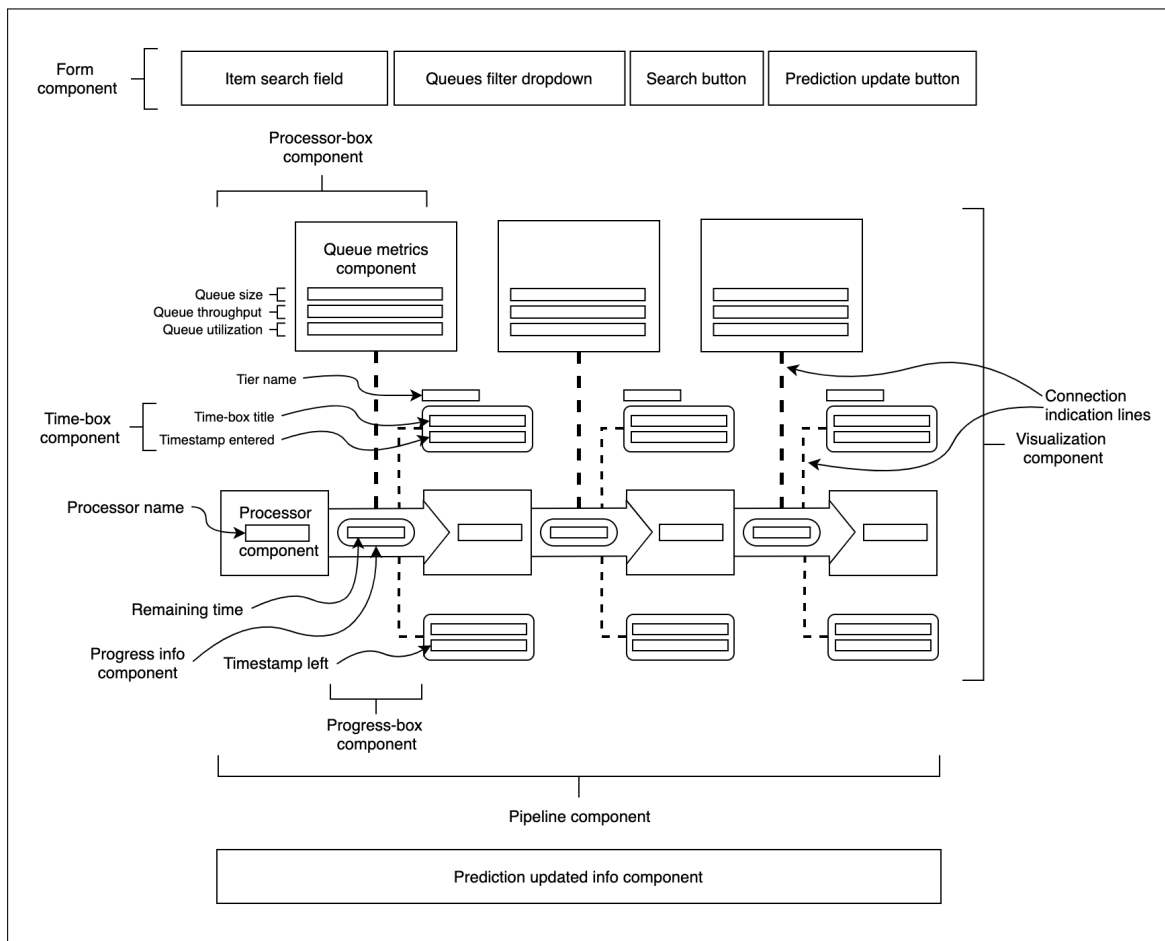 Form
component
Item search field
Queues filter dropdown
Search button
Prediction update button
Processor-box
component
Queue metrics
component
Queue size
Queue throughput
Queue utilization
Tier name
Time-box
component
Time-box title
Timestamp entered
Connection
indication lines
Visualization
component
Processor name
Processor
component
Remaining time
Progress info
component
Timestamp left
Progress-box
component
Pipeline component
Prediction updated info component